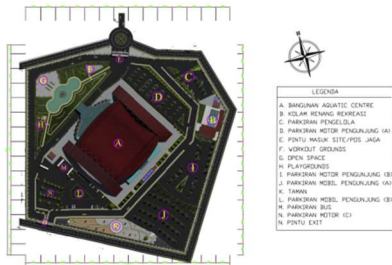 N
LEGENDA
A. BANGUNAN AQUATIC CENTRE
B. KOLAM RENANG REKREASI
C. PARKIRAN PENGELOLA
D. PARKIRAN MOTOR PENGUNJUNG (A)
E. PINTU MASUK SITE/POS JAGA
F. WORKOUT GROUNDS
G. OPEN SPACE
H. PLAYGROUNDS
I. PARKIRAN MOTOR PENGUNJUNG (B)
J. PARKIRAN MOBIL PENGUNJUNG (A)
K. TAMAN
L. PARKIRAN MOBIL PENGUNJUNG (B)
M. PARKIRAN BUS
N. PARKIRAN MOTOR (C)
N. PINTU EXIT
E
G
F
C
D
B
H
A
M
I
N
L
J